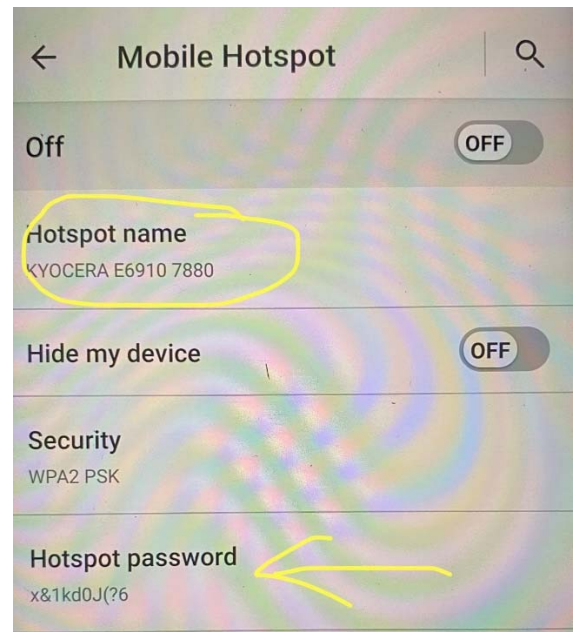 Mobile Hotspot
Off
OFF
Hotspot name
KYOCERA E6910 7880
Hide my device
OFF
Security
WPA2 PSK
Hotspot password
x&1kd0J(?6